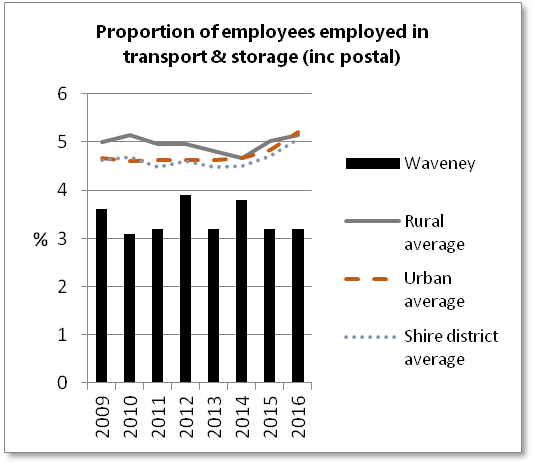 Proportion of employees employed in
transport & storage (inc postal)
6
5
4
3
2
1
0
%
2009
2010
2011
2012
2013
2014
2015
2016
Waveney
Rural
average
Urban
average
Shire district
average